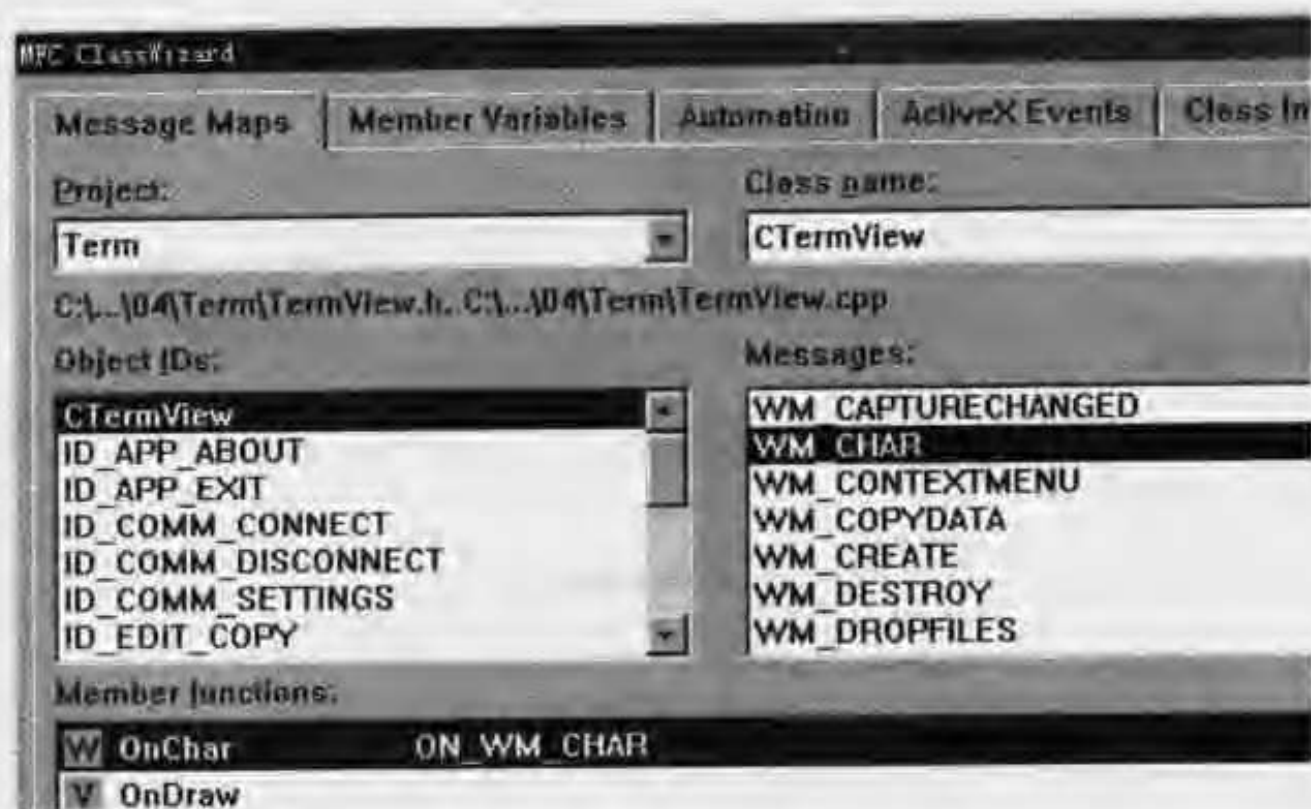 MFC ClassWizard
Message Maps Member Variables Automation ActiveX Events Class In
Project:
Class name:
Term
CTermView
C:\...\04\Term\TermView.h, C:\...\04\Term\TermView.cpp
Object IDs:
Messages:
CTermView
ID_APP_ABOUT
ID_APP_EXIT
ID_COMM_CONNECT
ID_COMM_DISCONNECT
ID_COMM_SETTINGS
ID_EDIT_COPY
WM_CAPTURECHANGED
WM_CHAR
WM_CONTEXTMENU
WM_COPYDATA
WM_CREATE
WM_DESTROY
WM_DROPFILES
Member functions:
W OnChar ON_WM_CHAR
V OnDraw